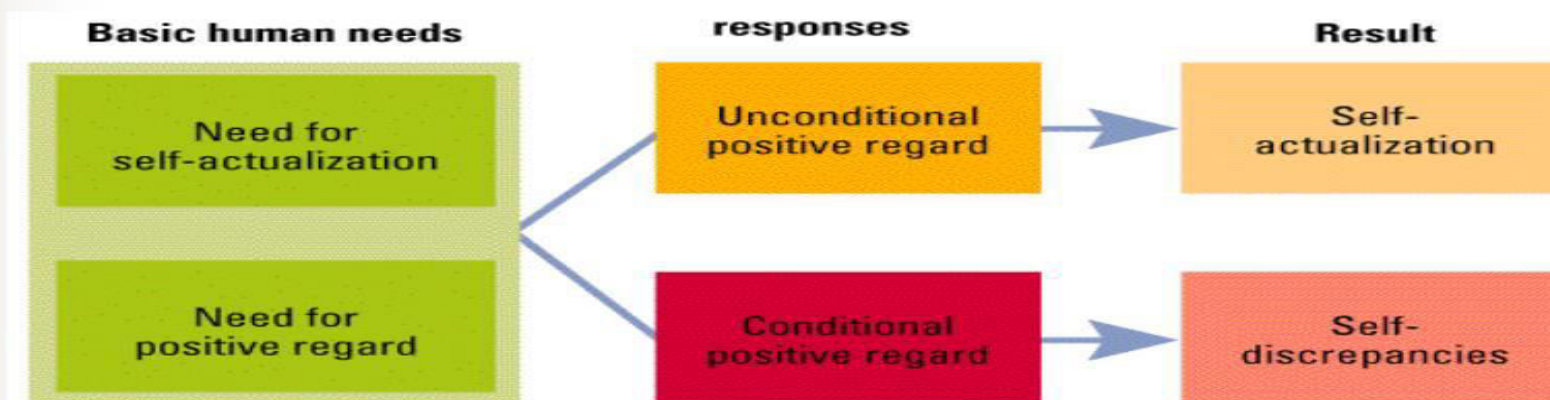 Basic human needs
responses
Result
Need for
self-actualization
Unconditional
positive regard
Self-
actualization
Need for
positive regard
Conditional
positive regard
Self-
discrepancies